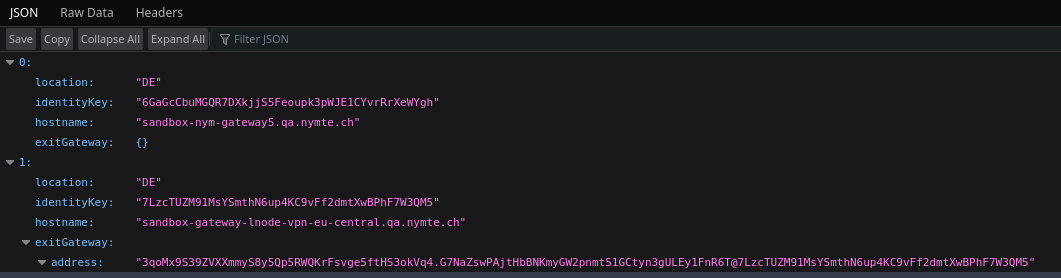 JSON Raw Data Headers
Save Copy Collapse All Expand All Filter JSON
0:
location: "DE"
identityKey: "6GaGcCbuMGQR7DXkjjS5Feoupk3pWJE1CYvrRrXeWYgh"
hostname: "sandbox-nym-gateway5.qa.nymte.ch"
exitGateway: {}
1:
location: "DE"
identityKey: "7LzcTUZM91MsYSmthN6up4KC9vFf2dmtXwBPhF7W3QM5"
hostname: "sandbox-gateway-lnode-vpn-eu-central.qa.nymte.ch"
exitGateway:
address: "3qoMx9S39ZVXXmmyS8y5Qp5RWQKrFsvge5ftHS3okVq4.G7NaZswPAjtHbBNKmyGW2pnmt51GCtyn3gULEy1FnR6T@7LzcTUZM91MsYSmthN6up4KC9vFf2dmtXwBPhF7W3QM5"